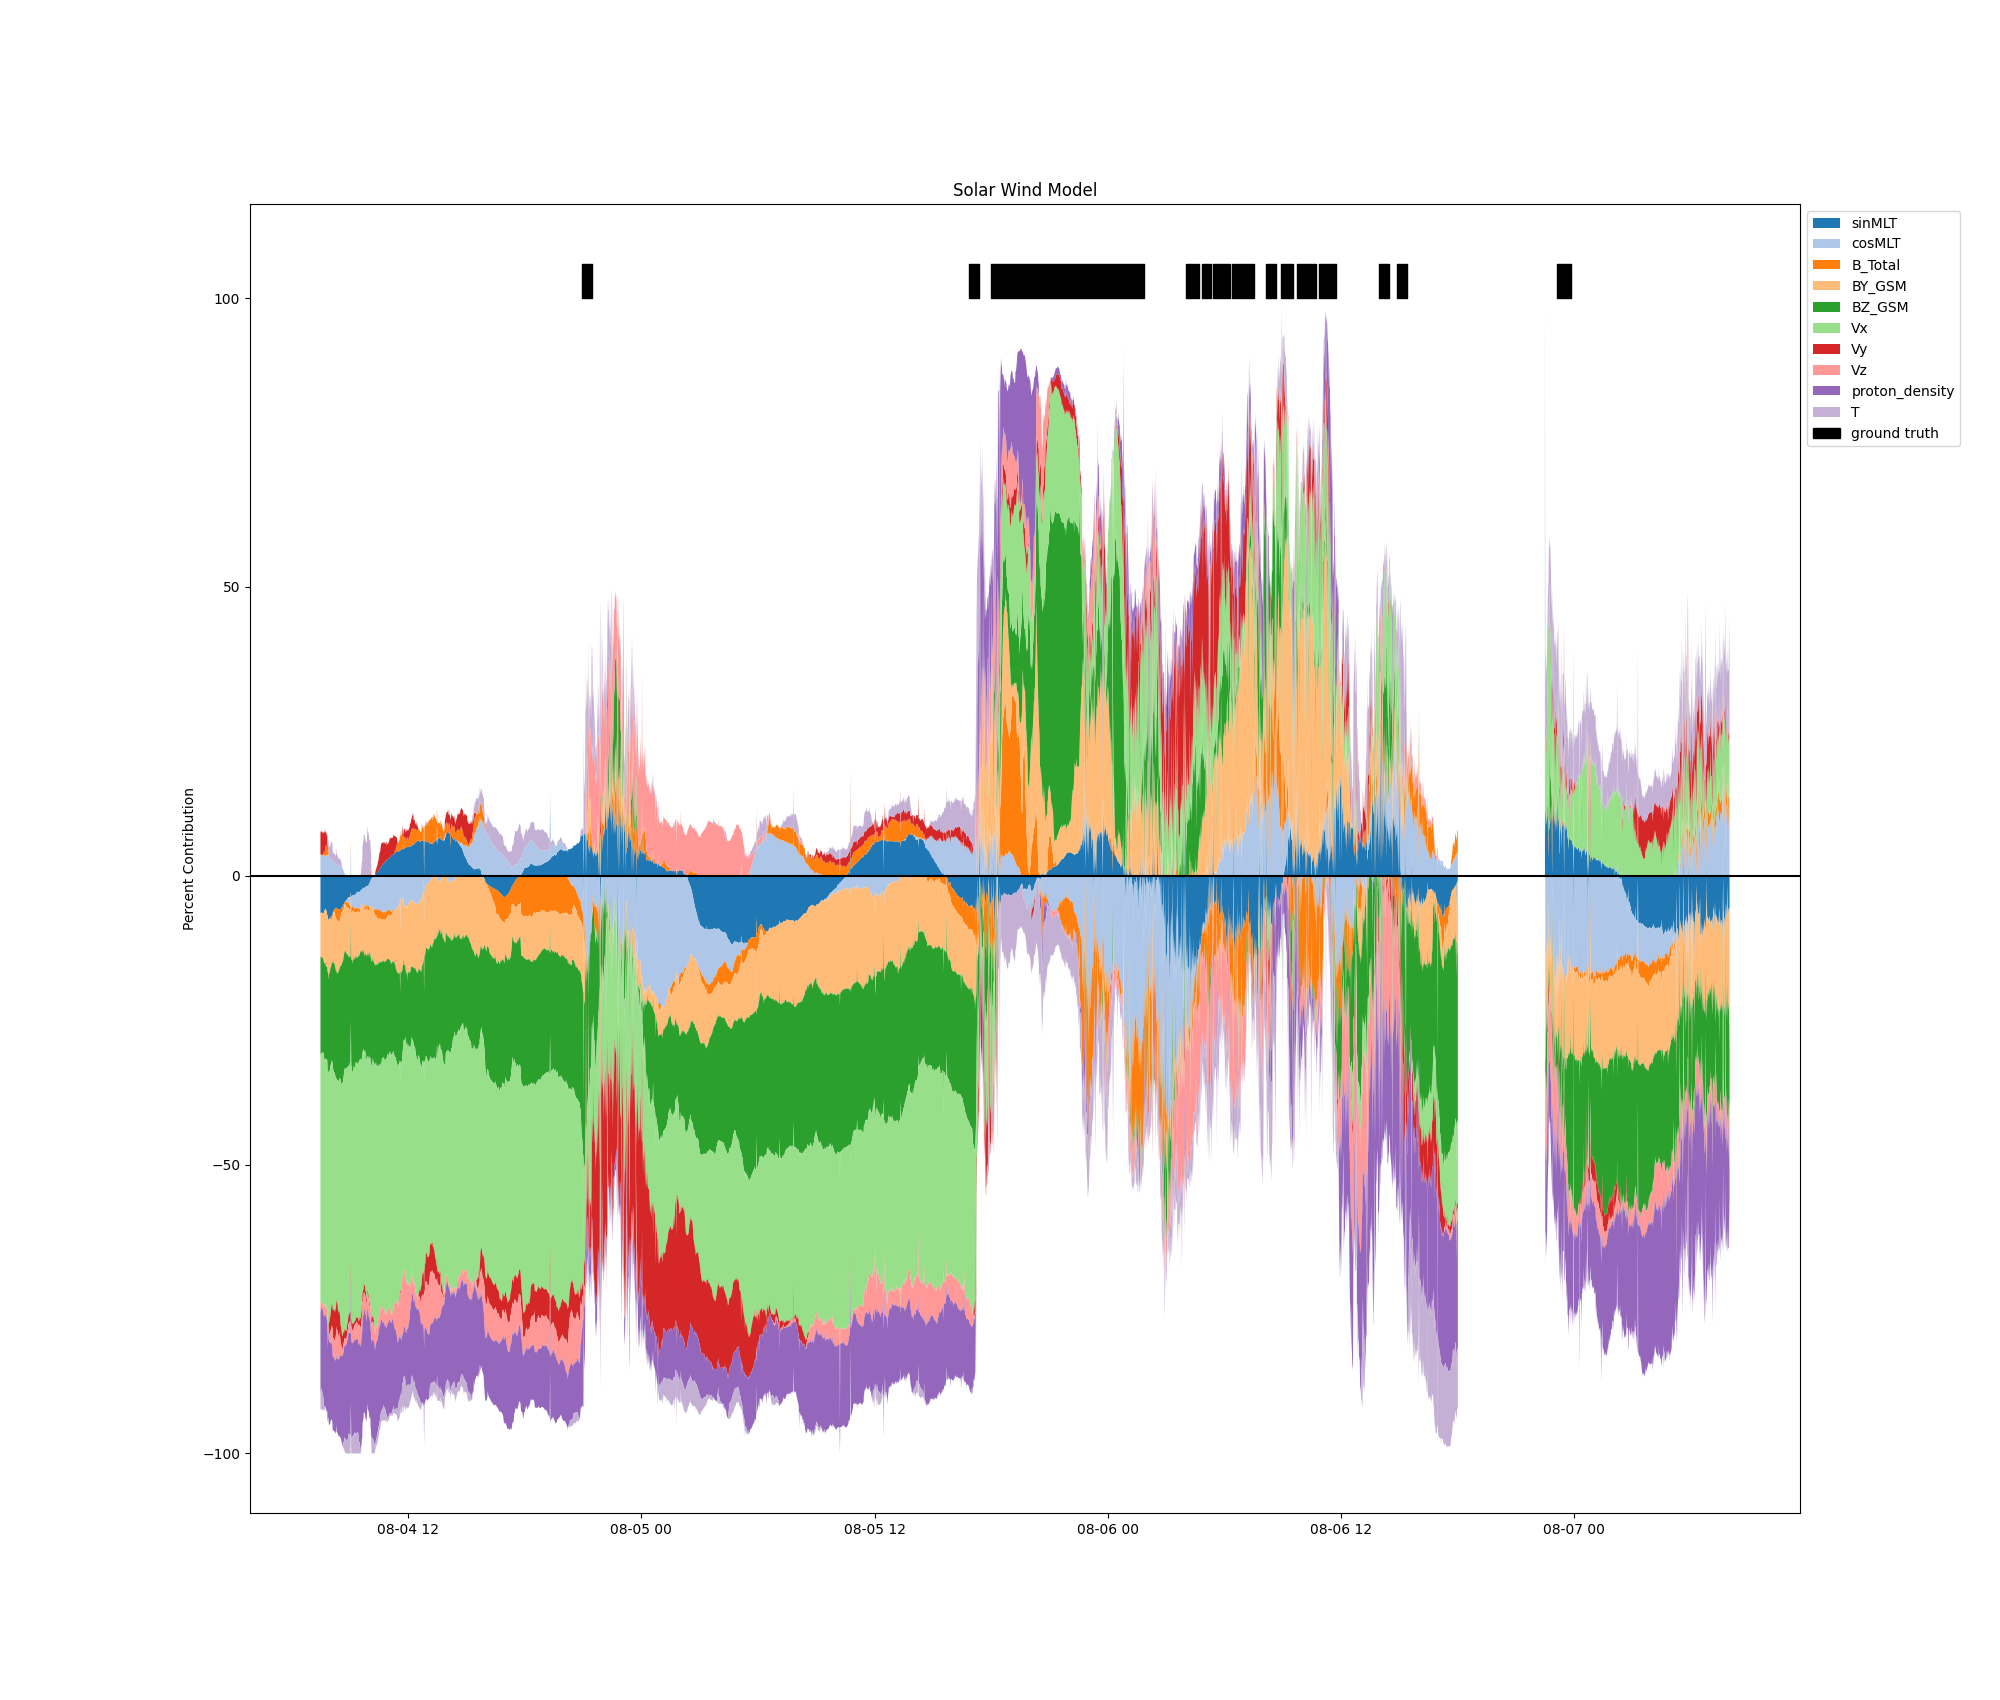 Solar Wind Model
Percent Contribution
100
50
0
−50
−100
08-04 12
08-05 00
08-05 12
08-06 00
08-06 12
08-07 00
sinMLT
cosMLT
B_Total
BY_GSM
BZ_GSM
Vx
Vy
Vz
proton_density
T
ground truth